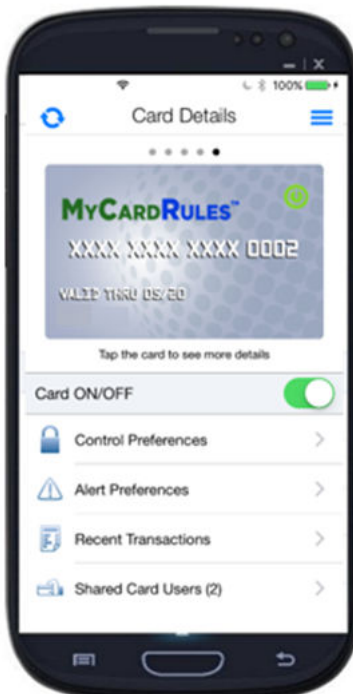 100%
Card Details
MYCARDRULES™
XXXX XXXX XXXX 0002
VALID THRU 05/20
Tap the card to see more details
Card ON/OFF
Control Preferences
Alert Preferences
Recent Transactions
Shared Card Users (2)